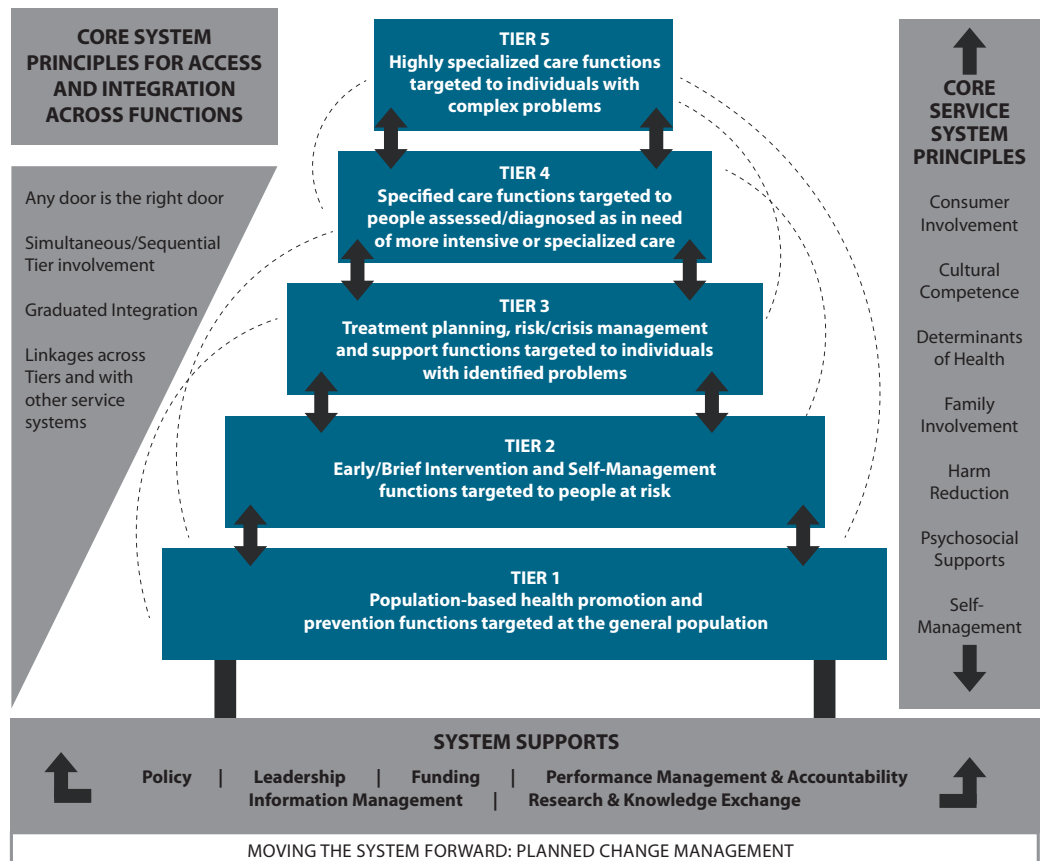 CORE SYSTEM
PRINCIPLES FOR ACCESS
AND INTEGRATION
ACROSS FUNCTIONS
Any door is the right door
Simultaneous/Sequential
Tier involvement
Graduated Integration
Linkages across
Tiers and with
other service
systems
TIER 5
Highly specialized care functions
targeted to individuals with
complex problems
TIER 4
Specified care functions targeted to
people assessed/diagnosed as in need
of more intensive or specialized care
TIER 3
Treatment planning, risk/crisis management
and support functions targeted to individuals
with identified problems
TIER 2
Early/Brief Intervention and Self-Management
functions targeted to people at risk
TIER 1
Population-based health promotion and
prevention functions targeted at the general population
CORE
SERVICE
SYSTEM
PRINCIPLES
Consumer
Involvement
Cultural
Competence
Determinants
of Health
Family
Involvement
Harm
Reduction
Psychosocial
Supports
Self-
Management
SYSTEM SUPPORTS
Policy | Leadership | Funding | Performance Management & Accountability
Information Management | Research & Knowledge Exchange
MOVING THE SYSTEM FORWARD: PLANNED CHANGE MANAGEMENT